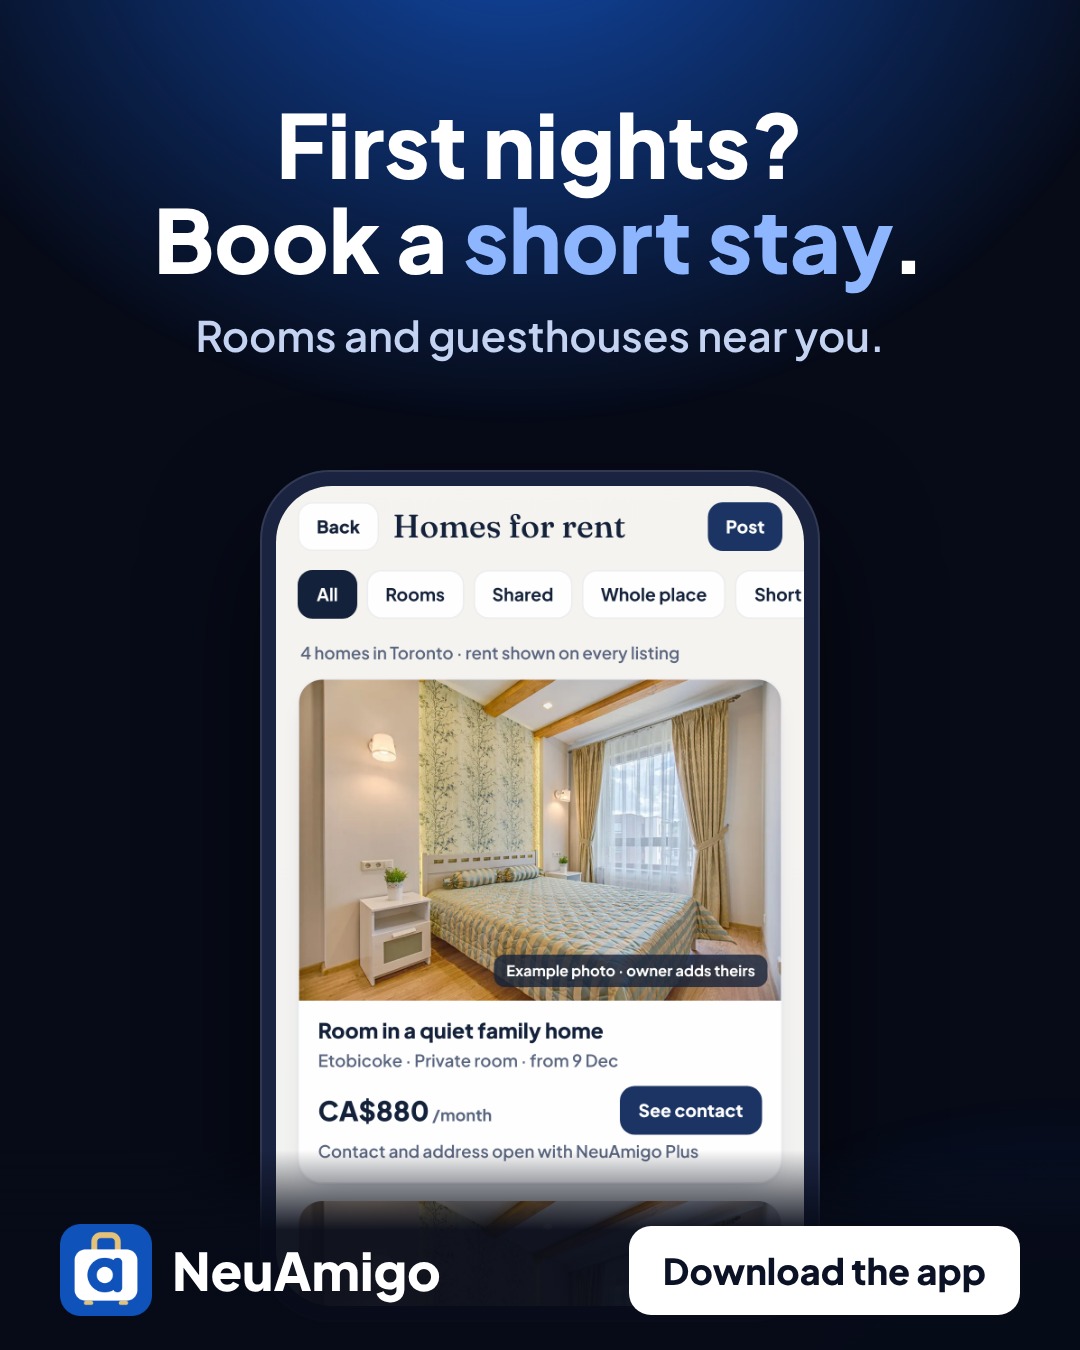 First nights?
Book a short stay.
Rooms and guesthouses near you.
Back
Homes for rent
Post
All
Rooms
Shared
Whole place
Short
4 homes in Toronto · rent shown on every listing
Example photo · owner adds theirs
Room in a quiet family home
Etobicoke · Private room · from 9 Dec
CA$880 /month
See contact
Contact and address open with NeuAmigo Plus
a
NeuAmigo
Download the app